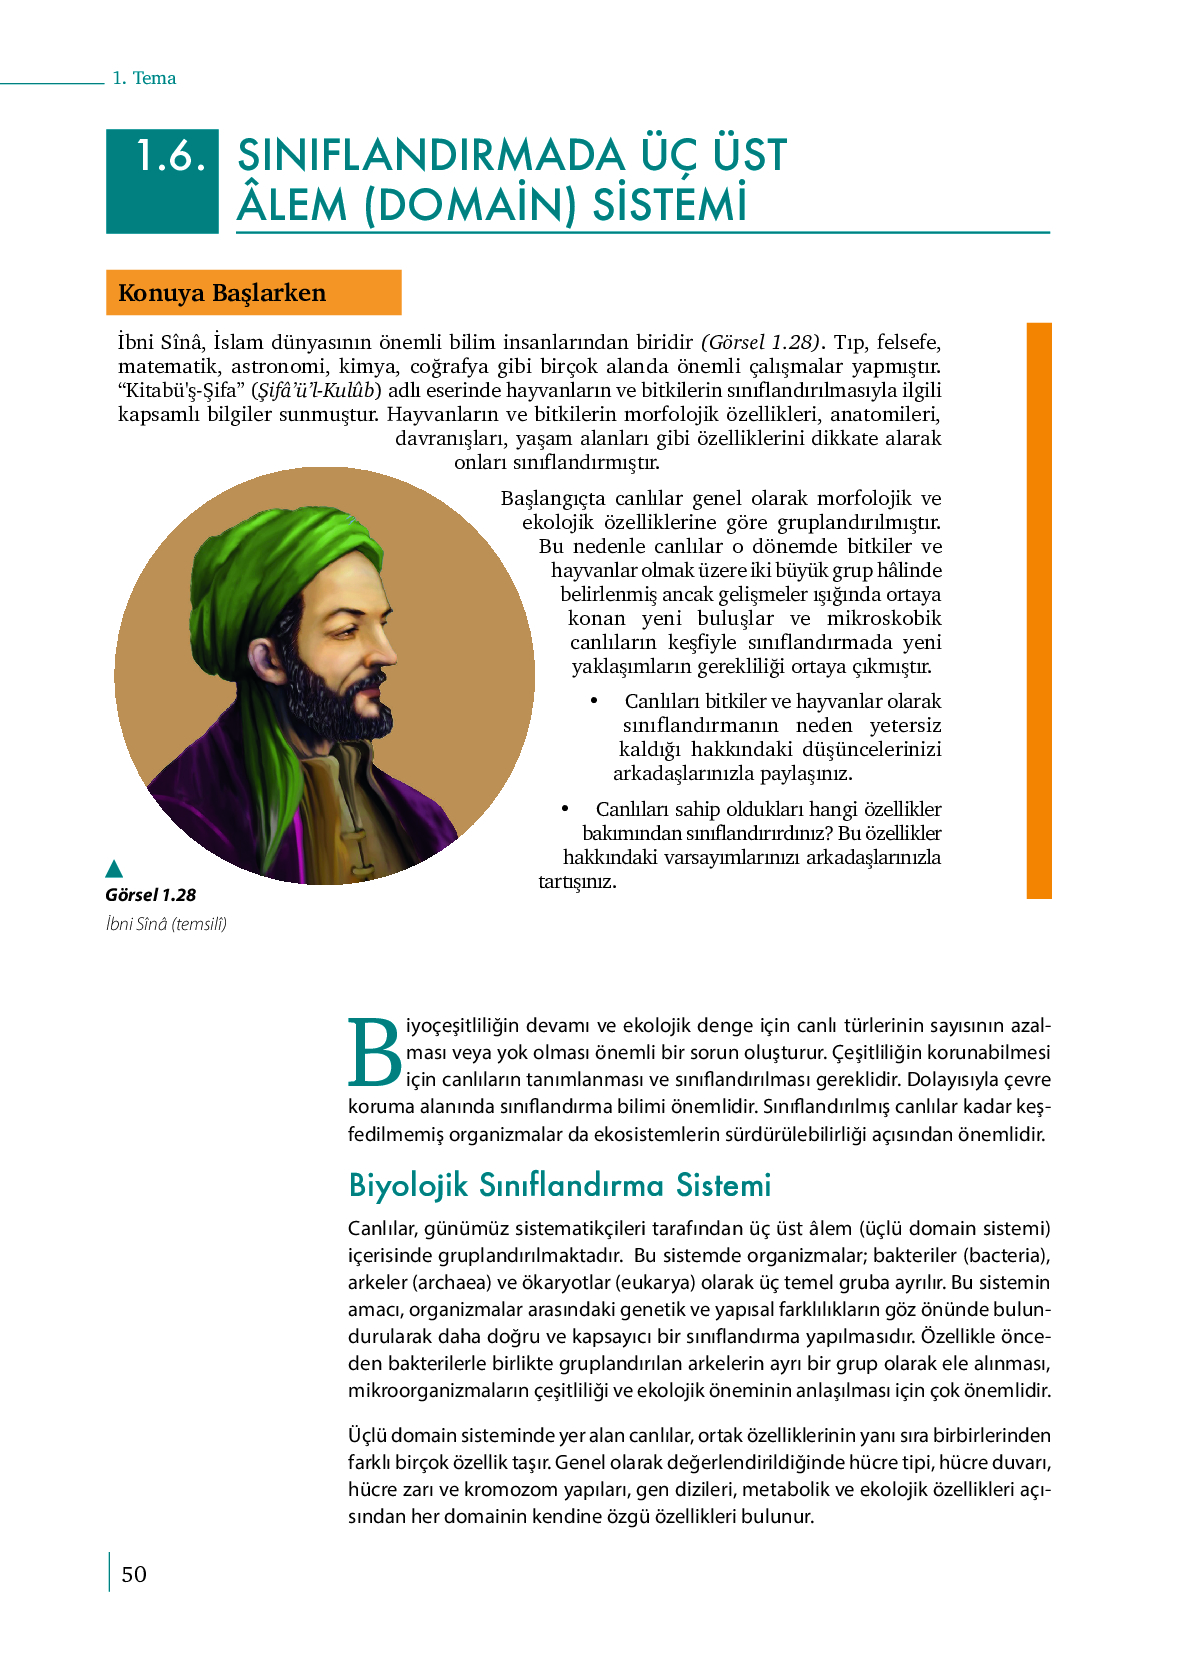 1. Tema
1.6. SINIFLANDIRMADA ÜÇ ÜST
ÂLEM (DOMAİN) SİSTEMİ
Konuya Başlarken
İbni Sînâ, İslam dünyasının önemli bilim insanlarından biridir (Görsel 1.28). Tıp, felsefe,
matematik, astronomi, kimya, coğrafya gibi birçok alanda önemli çalışmalar yapmıştır.
“Kitabü'ş-Şifa” (Şifâ’ü’l-Kulûb) adlı eserinde hayvanların ve bitkilerin sınıflandırılmasıyla ilgili
kapsamlı bilgiler sunmuştur. Hayvanların ve bitkilerin morfolojik özellikleri, anatomileri,
davranışları, yaşam alanları gibi özelliklerini dikkate alarak
onları sınıflandırmıştır.
Başlangıçta canlılar genel olarak morfolojik ve
ekolojik özelliklerine göre gruplandırılmıştır.
Bu nedenle canlılar o dönemde bitkiler ve
hayvanlar olmak üzere iki büyük grup hâlinde
belirlenmiş ancak gelişmeler ışığında ortaya
konan yeni buluşlar ve mikroskobik
canlıların keşfiyle sınıflandırmada yeni
yaklaşımların gerekliliği ortaya çıkmıştır.
• Canlıları bitkiler ve hayvanlar olarak
sınıflandırmanın neden yetersiz
kaldığı hakkındaki düşüncelerinizi
arkadaşlarınızla paylaşınız.
• Canlıları sahip oldukları hangi özellikler
bakımından sınıflandırırdınız? Bu özellikler
hakkındaki varsayımlarınızı arkadaşlarınızla
tartışınız.
Görsel 1.28
İbni Sînâ (temsilî)
Biyoçeşitliliğin devamı ve ekolojik denge için canlı türlerinin sayısının azal-
ması veya yok olması önemli bir sorun oluşturur. Çeşitliliğin korunabilmesi
için canlıların tanımlanması ve sınıflandırılması gereklidir. Dolayısıyla çevre
koruma alanında sınıflandırma bilimi önemlidir. Sınıflandırılmış canlılar kadar keş-
fedilmemiş organizmalar da ekosistemlerin sürdürülebilirliği açısından önemlidir.
Biyolojik Sınıflandırma Sistemi
Canlılar, günümüz sistematikçileri tarafından üç üst âlem (üçlü domain sistemi)
içerisinde gruplandırılmaktadır. Bu sistemde organizmalar; bakteriler (bacteria),
arkeler (archaea) ve ökaryotlar (eukarya) olarak üç temel gruba ayrılır. Bu sistemin
amacı, organizmalar arasındaki genetik ve yapısal farklılıkların göz önünde bulun-
durularak daha doğru ve kapsayıcı bir sınıflandırma yapılmasıdır. Özellikle önce-
den bakterilerle birlikte gruplandırılan arkelerin ayrı bir grup olarak ele alınması,
mikroorganizmaların çeşitliliği ve ekolojik öneminin anlaşılması için çok önemlidir.
Üçlü domain sisteminde yer alan canlılar, ortak özelliklerinin yanı sıra birbirlerinden
farklı birçok özellik taşır. Genel olarak değerlendirildiğinde hücre tipi, hücre duvarı,
hücre zarı ve kromozom yapıları, gen dizileri, metabolik ve ekolojik özellikleri açı-
sından her domainin kendine özgü özellikleri bulunur.
50